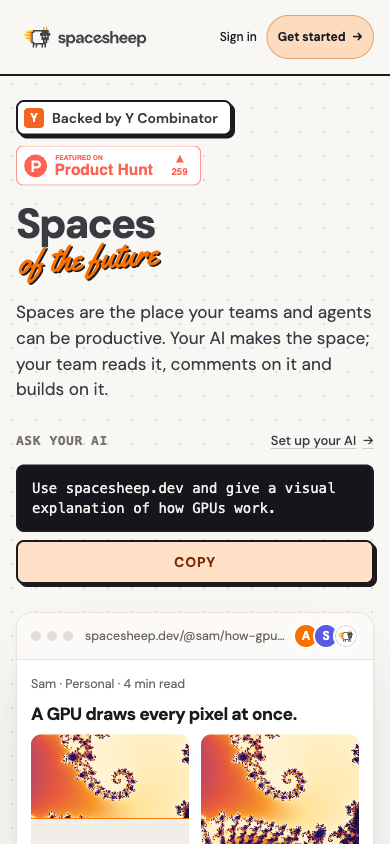 spacesheep
Sign in
Get started →
Y Backed by Y Combinator
P FEATURED ON
Product Hunt
▲
259
Spaces
of the future
Spaces are the place your teams and agents
can be productive. Your AI makes the space;
your team reads it, comments on it and
builds on it.
ASK YOUR AI
Set up your AI →
Use spacesheep.dev and give a visual
explanation of how GPUs work.
COPY
spacesheep.dev/@sam/how-gpu...
A S
Sam · Personal · 4 min read
A GPU draws every pixel at once.